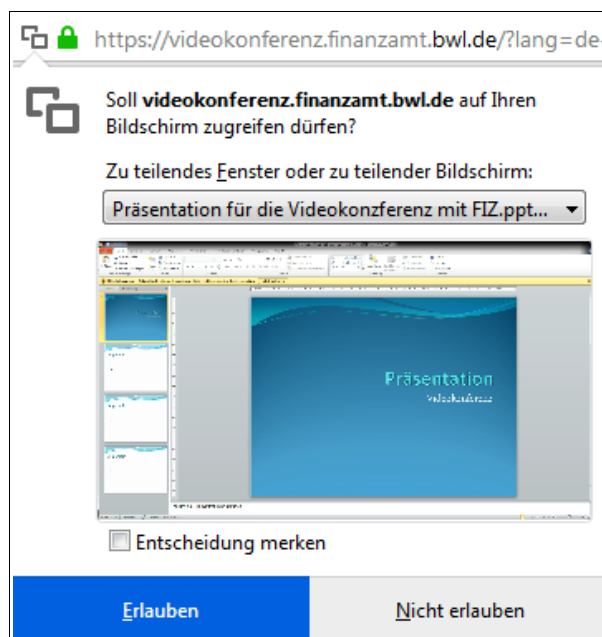 https://videokonferenz.finanzamt.bwl.de/?lang=de
Soll videokonferenz.finanzamt.bwl.de auf Ihren
Bildschirm zugreifen dürfen?
Zu teilendes Fenster oder zu teilender Bildschirm:
Präsentation für die Videokonzferenz mit FIZ.ppt...
Präsentation
Videokonferenz
Entscheidung merken
Erlauben
Nicht erlauben